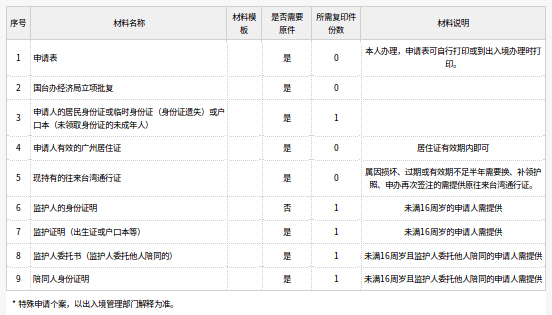 序号 材料名称 材料模板 是否需要原件 所需复印件份数 材料说明
1 申请表 是 0 本人办理，申请表可自行打印或到出入境办理时打印。
2 国台办经济局立项批复 是 0
3 申请人的居民身份证或临时身份证（身份证遗失）或户口本（未领取身份证的未成年人） 是 1
4 申请人有效的广州居住证 是 0 居住证有效期内即可
5 现持有的往来台湾通行证 是 0 属因损坏、过期或有效期不足半年需要换、补领护照、申办再次签注的需提供原往来台湾通行证。
6 监护人的身份证明 否 1 未满16周岁的申请人需提供
7 监护证明（出生证或户口本等） 是 1 未满16周岁的申请人需提供
8 监护人委托书（监护人委托他人陪同的） 是 1 未满16周岁且监护人委托他人陪同的申请人需提供
9 陪同人身份证明 是 1 未满16周岁且监护人委托他人陪同的申请人需提供
* 特殊申请个案，以出入境管理部门解释为准。